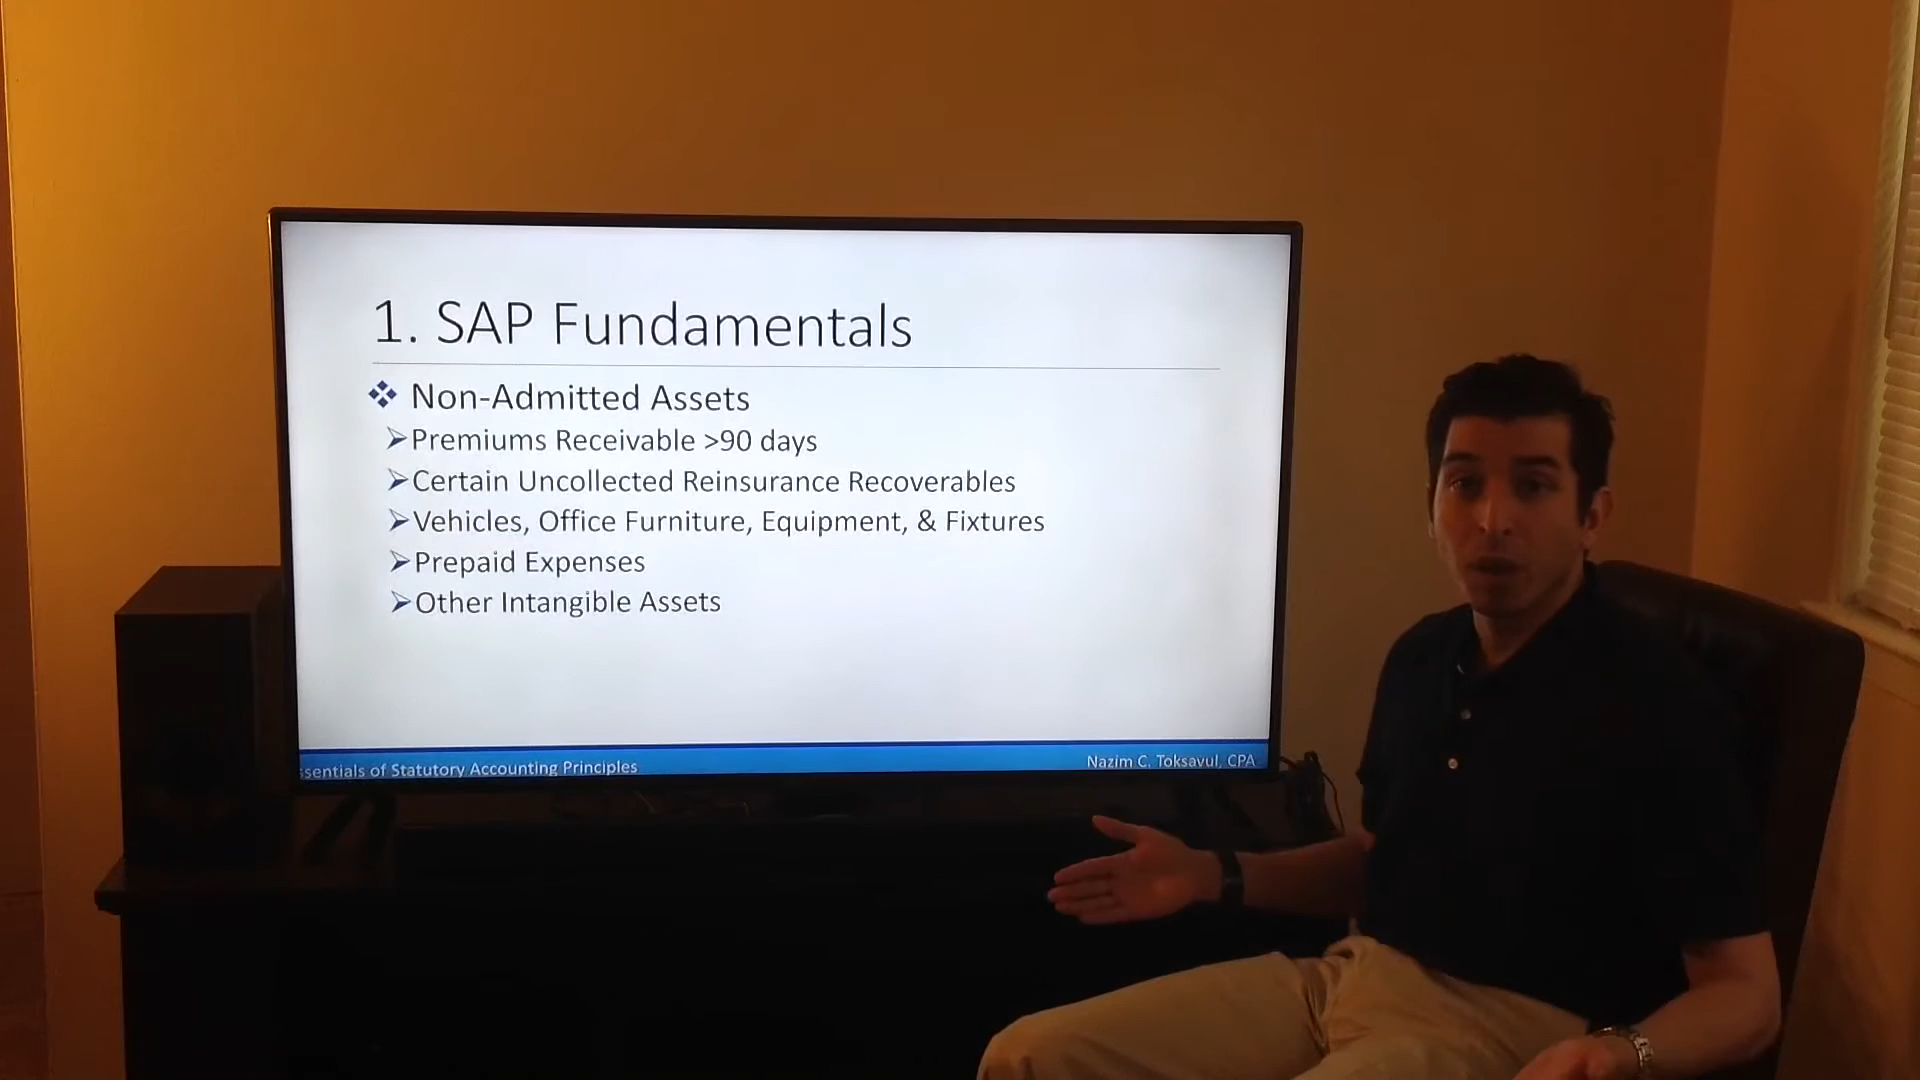 1. SAP Fundamentals
Non-Admitted Assets
Premiums Receivable >90 days
Certain Uncollected Reinsurance Recoverables
Vehicles, Office Furniture, Equipment, & Fixtures
Prepaid Expenses
Other Intangible Assets
ssentials of Statutory Accounting Principles
Nazim C. Toksavul, CPA